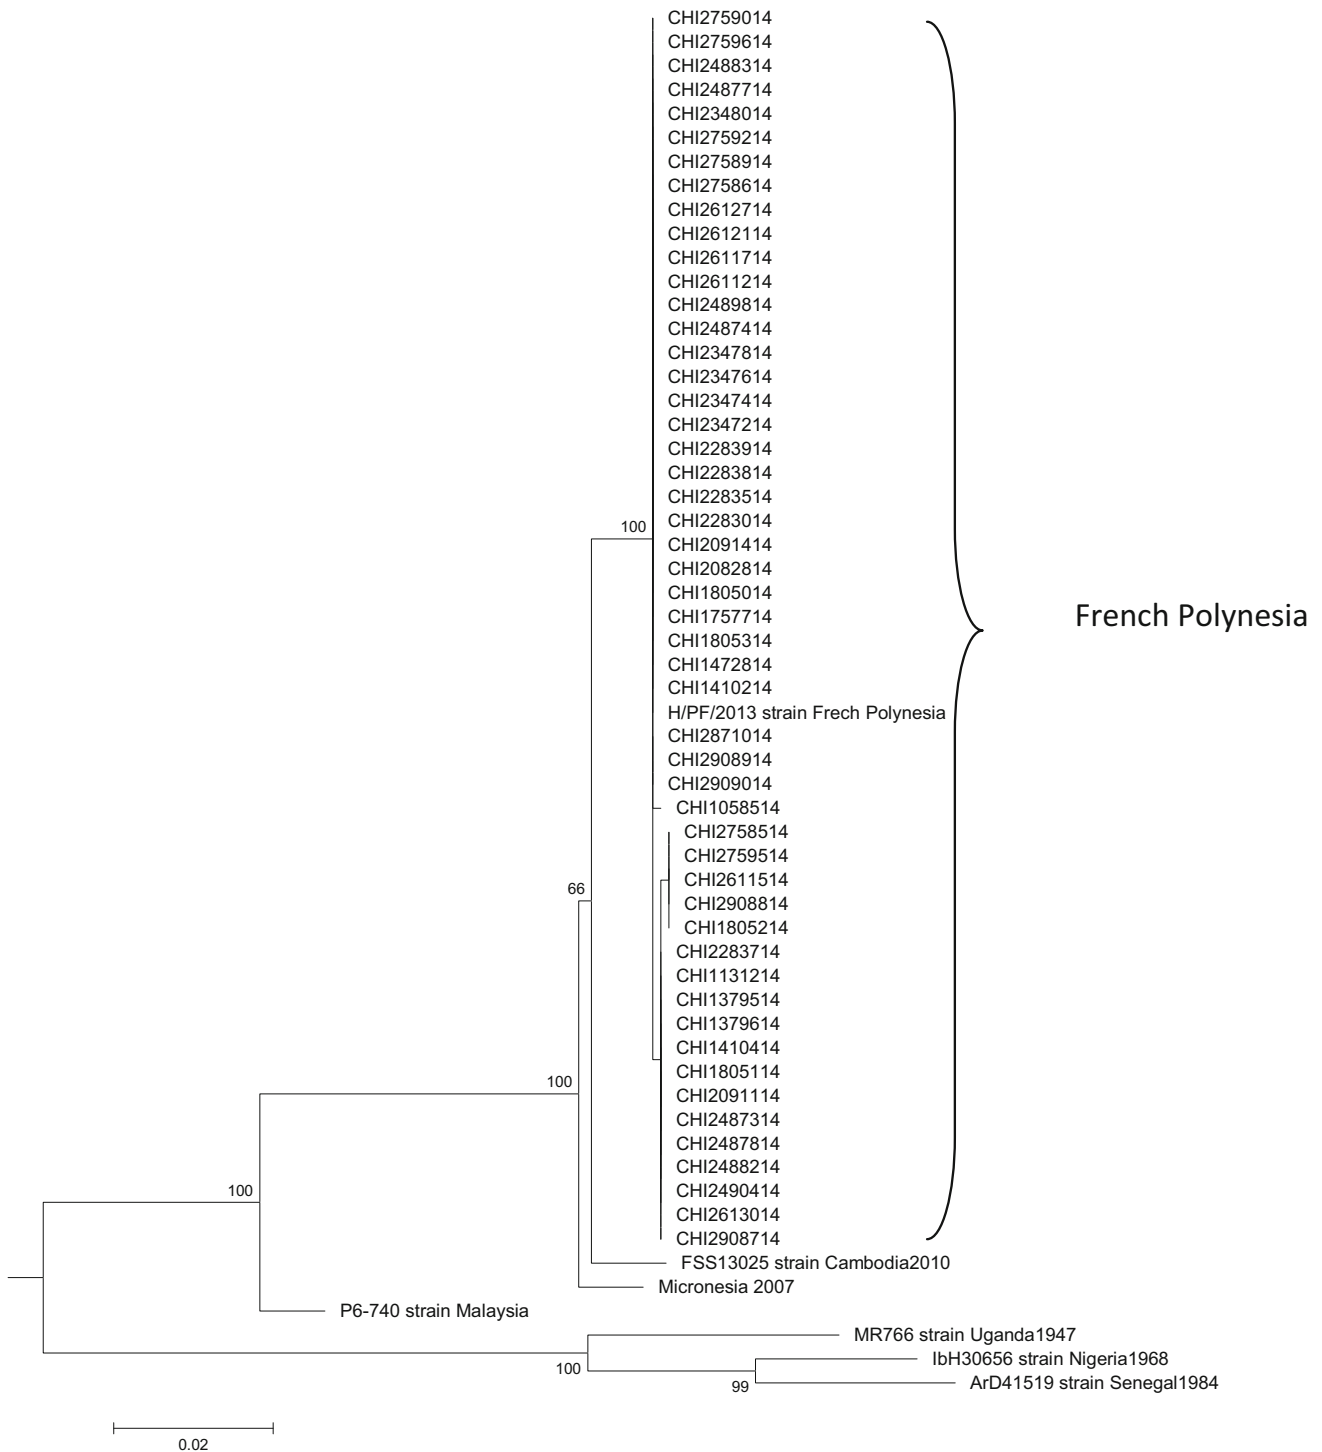 CHI2759014
CHI2759614
CHI2488314
CHI2487714
CHI2348014
CHI2759214
CHI2758914
CHI2758614
CHI2612714
CHI2612114
CHI2611714
CHI2611214
CHI2489814
CHI2487414
CHI2347814
CHI2347614
CHI2347414
CHI2347214
CHI2283914
CHI2283814
CHI2283514
CHI2283014
100
CHI2091414
CHI2082814
CHI1805014
CHI1757714
French Polynesia
CHI1805314
CHI1472814
CHI1410214
H/PF/2013 strain Frech Polynesia
CHI2871014
CHI2908914
CHI2909014
CHI1058514
CHI2758514
CHI2759514
CHI2611514
66
CHI2908814
CHI1805214
CHI2283714
CHI1131214
CHI1379514
CHI1379614
CHI1410414
CHI1805114
100
CHI2091114
CHI2487314
CHI2487814
CHI2488214
CHI2490414
100
CHI2613014
CHI2908714
FSS13025 strain Cambodia2010
Micronesia 2007
P6-740 strain Malaysia
MR766 strain Uganda1947
IbH30656 strain Nigeria1968
100
ArD41519 strain Senegal1984
99
0.02